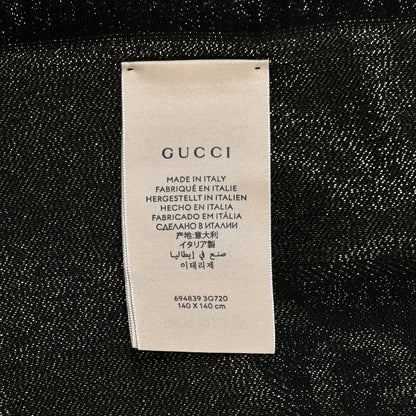 GUCCI
MADE IN ITALY
FABRIQUÉ EN ITALIE
HERGESTELLT IN ITALIEN
HECHO EN ITALIA
FABRICADO EM ITÁLIA
СДЕЛАНО В ИТАЛИИ
产地:意大利
イタリア製
صنع في إيطاليا
이태리제
694839 3G720
140 X 140 cm